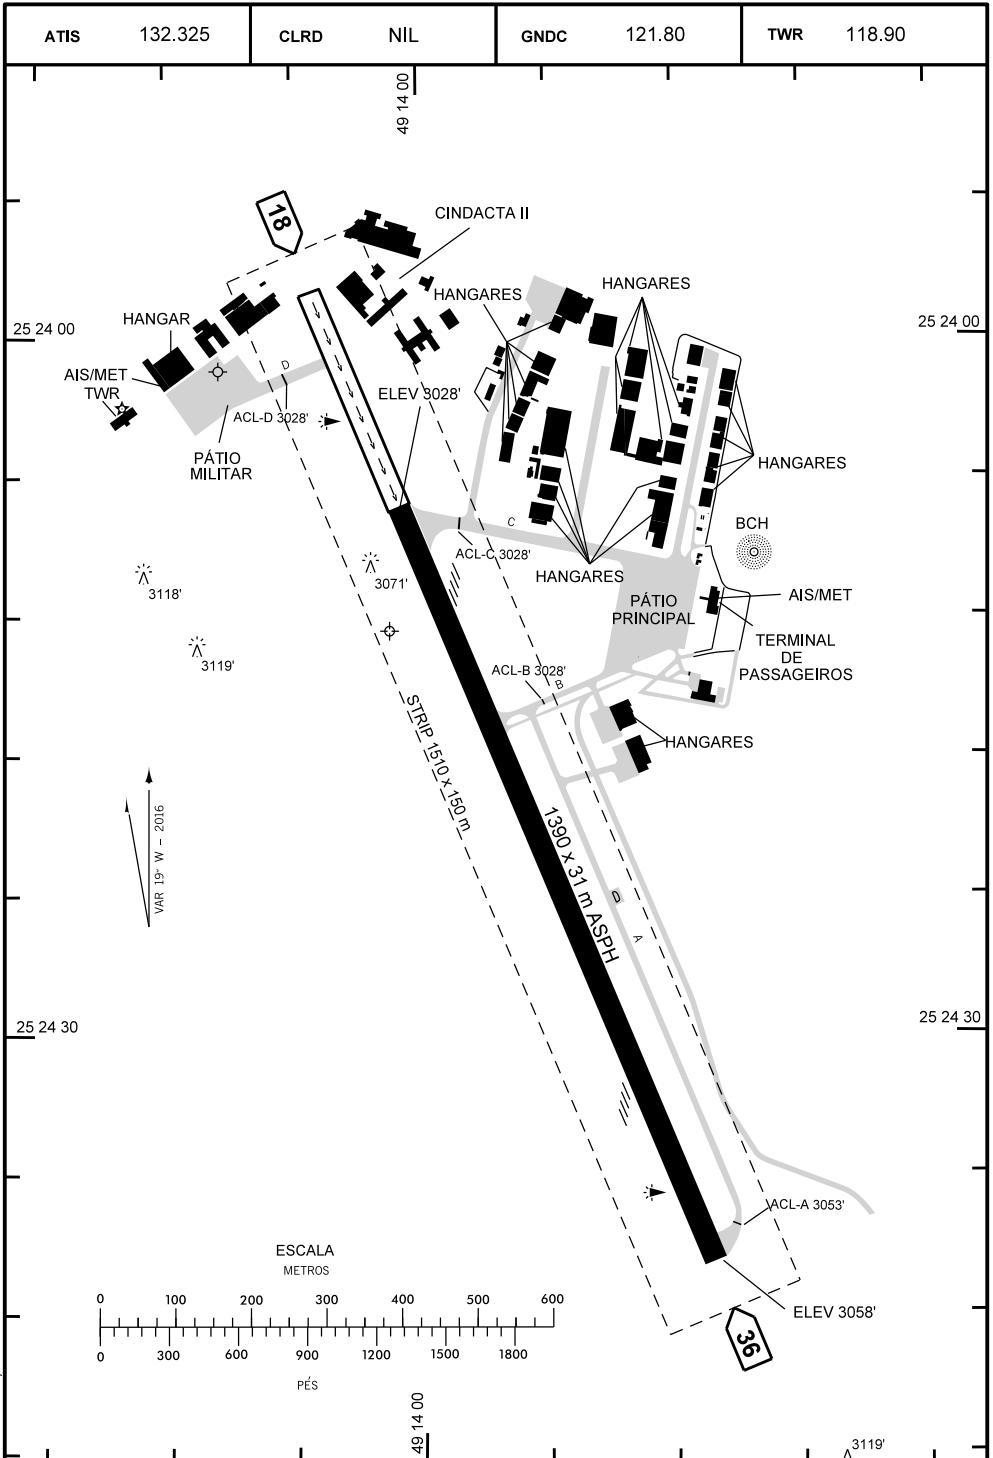 ATIS 132.325 CLRD NIL GNDC 121.80 TWR 118.90
49 14 00
18
CINDACTA II
HANGARES
HANGARES
HANGAR
25 24 00
25 24 00
AIS/MET
TWR
D
ELEV 3028'
ACL-D 3028'
PÁTIO
MILITAR
HANGARES
C
BCH
ACL-C 3028'
3071'
HANGARES
3118'
PÁTIO
PRINCIPAL
AIS/MET
TERMINAL
DE
PASSAGEIROS
3119'
ACL-B 3028'
B
HANGARES
STRIP 1510 x 150 m
VAR 19° W - 2016
1390 x 31 m ASPH
A
25 24 30
25 24 30
ACL-A 3053'
ESCALA
METROS
0 100 200 300 400 500 600
0 300 600 900 1200 1500 1800
PÉS
ELEV 3058'
36
49 14 00
3119'